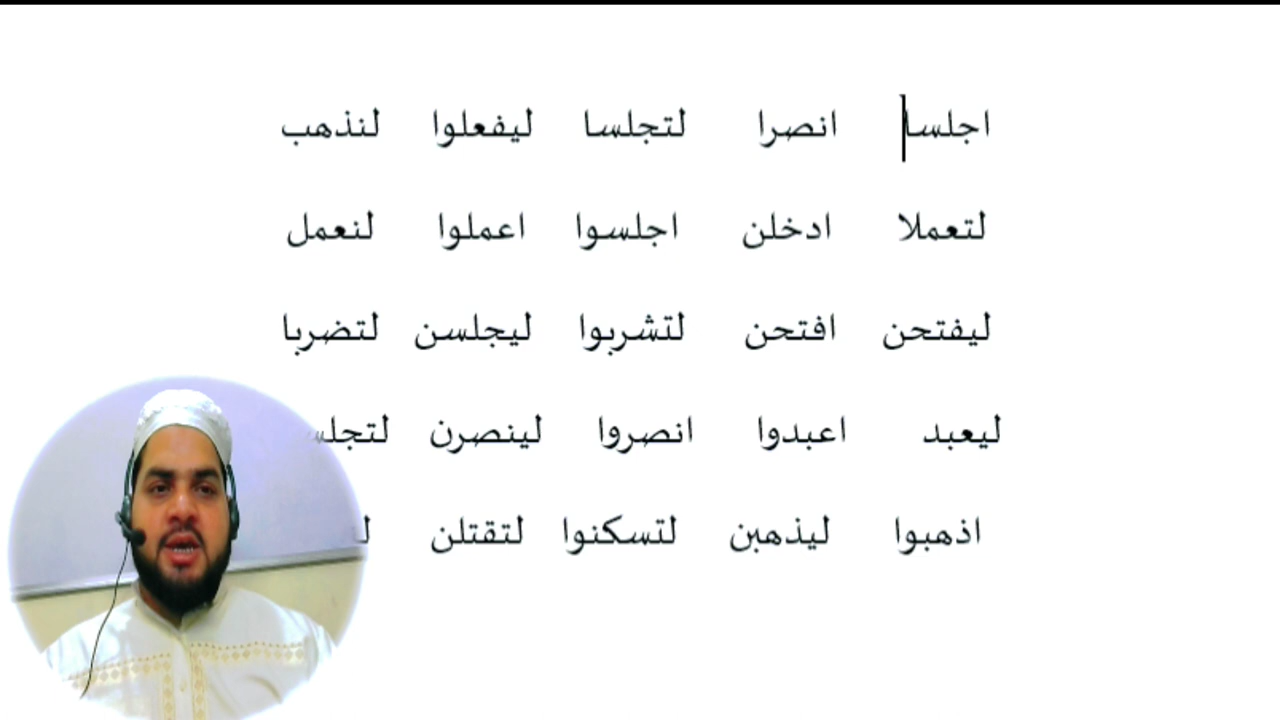 اجلسا انصرا لتجلسا ليفعلوا لنذهب
لتعملا ادخلن اجلسوا اعملوا لنعمل
ليفتحن افتحن لتشربوا ليجلسن لتضربا
ليعبد اعبدوا انصروا لينصرن
اذهبوا ليذهبن لتسكنوا لتقتلن